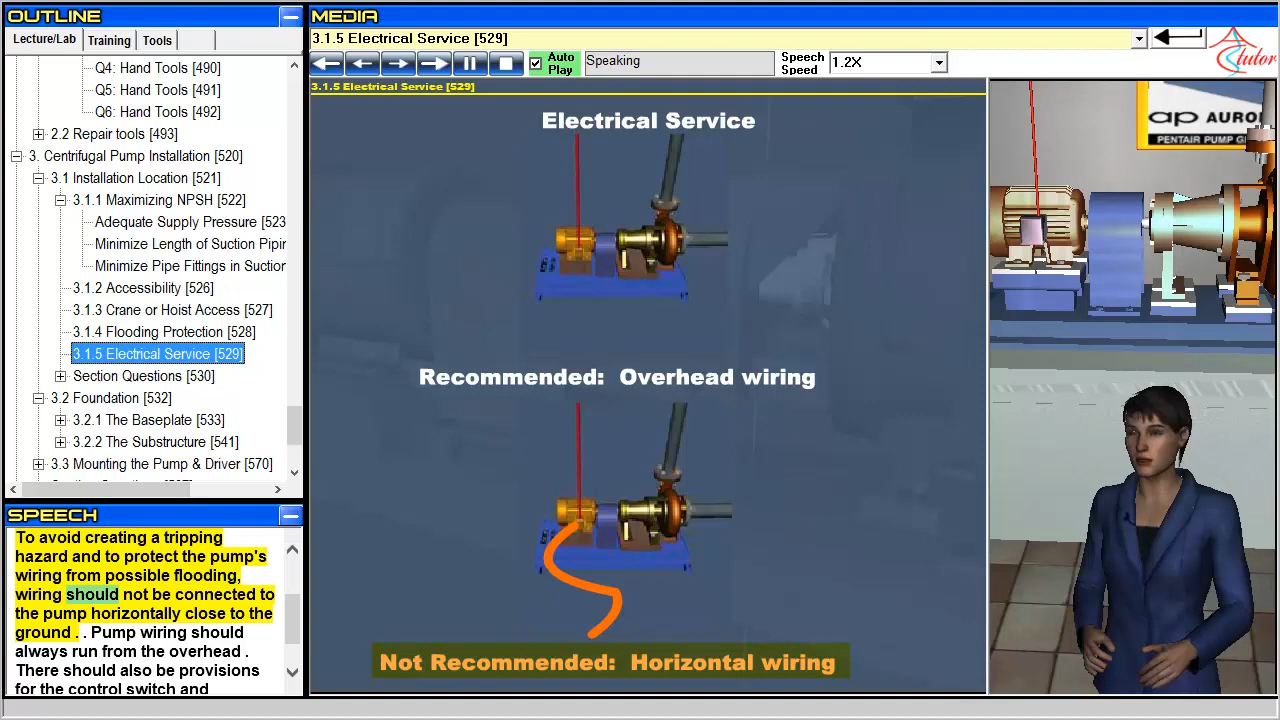 OUTLINE
Lecture/Lab
Training
Tools
Q4: Hand Tools [490]
Q5: Hand Tools [491]
Q6: Hand Tools [492]
2.2 Repair tools [493]
3. Centrifugal Pump Installation [520]
3.1 Installation Location [521]
3.1.1 Maximizing NPSH [522]
Adequate Supply Pressure [523
Minimize Length of Suction Pipir
Minimize Pipe Fittings in Suction
3.1.2 Accessibility [526]
3.1.3 Crane or Hoist Access [527]
3.1.4 Flooding Protection [528]
3.1.5 Electrical Service [529]
Section Questions [530]
3.2 Foundation [532]
3.2.1 The Baseplate [533]
3.2.2 The Substructure [541]
3.3 Mounting the Pump & Driver [570]
SPEECH
To avoid creating a tripping
hazard and to protect the pump's
wiring from possible flooding,
wiring should not be connected to
the pump horizontally close to the
ground . . Pump wiring should
always run from the overhead .
There should also be provisions
for the control switch and
MEDIA
3.1.5 Electrical Service [529]
Auto
Play
Speaking
Speech
Speed
1.2X
tutor
3.1.5 Electrical Service [529]
Electrical Service
Recommended: Overhead wiring
Not Recommended: Horizontal wiring
ap AURO
PENTAIR PUMP G